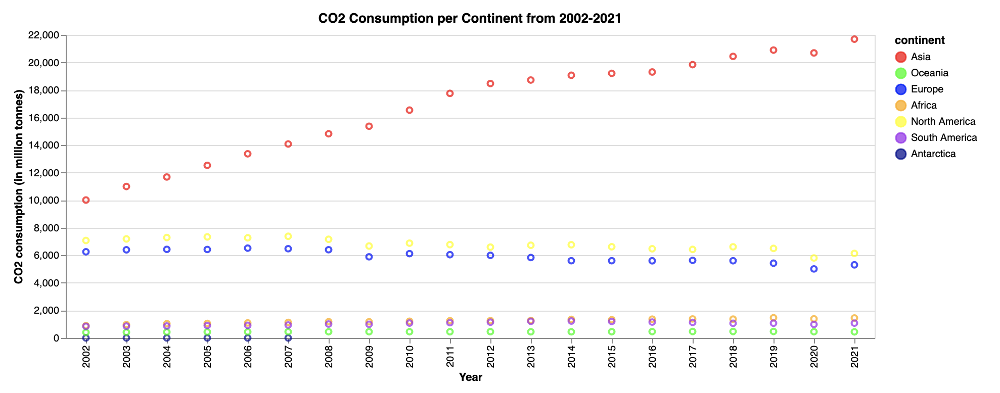 CO2 Consumption per Continent from 2002-2021
CO2 consumption (in million tonnes)
22,000
20,000
18,000
16,000
14,000
12,000
10,000
8,000
6,000
4,000
2,000
0
2002
2003
2004
2005
2006
2007
2008
2009
2010
2011
2012
2013
2014
2015
2016
2017
2018
2019
2020
2021
Year
continent
Asia
Oceania
Europe
Africa
North America
South America
Antarctica